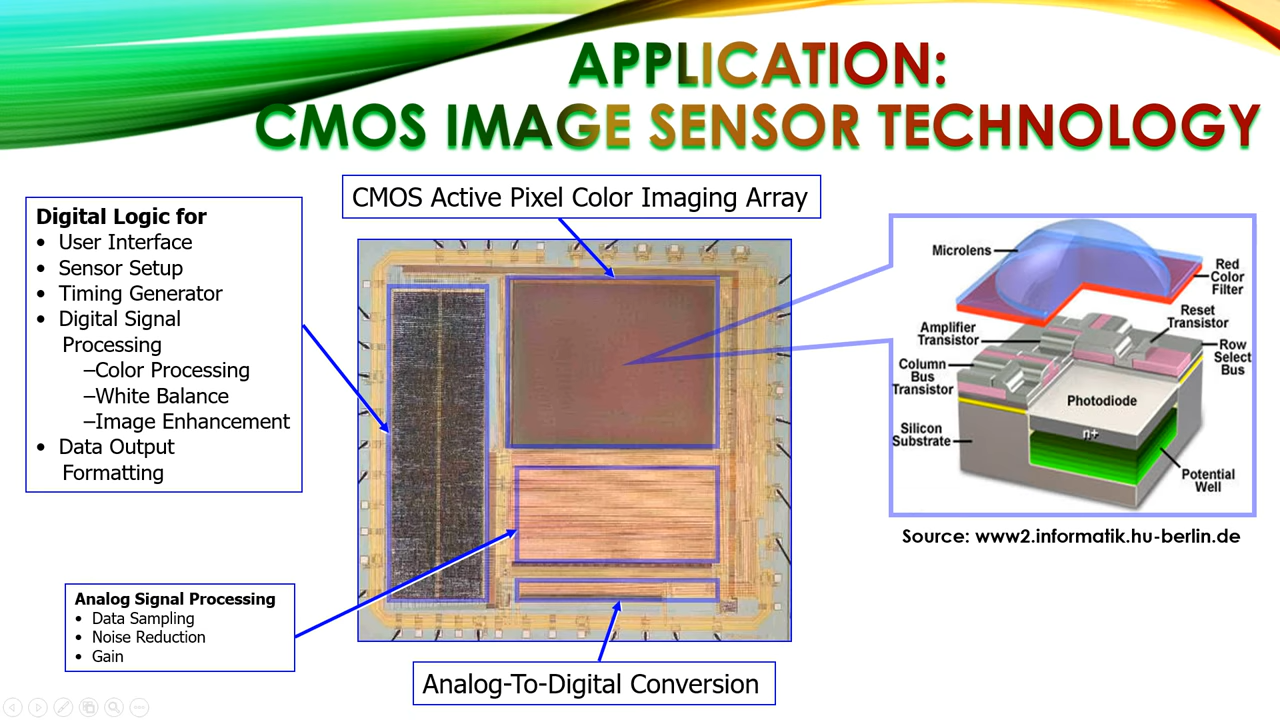 APPLICATION:
CMOS IMAGE SENSOR TECHNOLOGY
CMOS Active Pixel Color Imaging Array
Digital Logic for
• User Interface
• Sensor Setup
• Timing Generator
• Digital Signal
Processing
–Color Processing
–White Balance
–Image Enhancement
• Data Output
Formatting
Analog Signal Processing
• Data Sampling
• Noise Reduction
• Gain
Analog-To-Digital Conversion
Microlens
Red
Color
Filter
Reset
Transistor
Amplifier
Transistor
Row
Select
Bus
Column
Bus
Transistor
Photodiode
n+
Silicon
Substrate
Potential
Well
Source: www2.informatik.hu-berlin.de